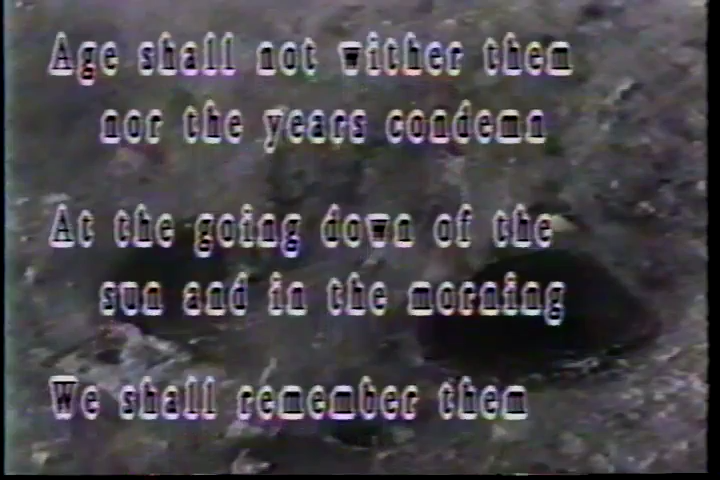 Age shall not wither them
nor the years condemn
At the going down of the
sun and in the morning
We shall remember them